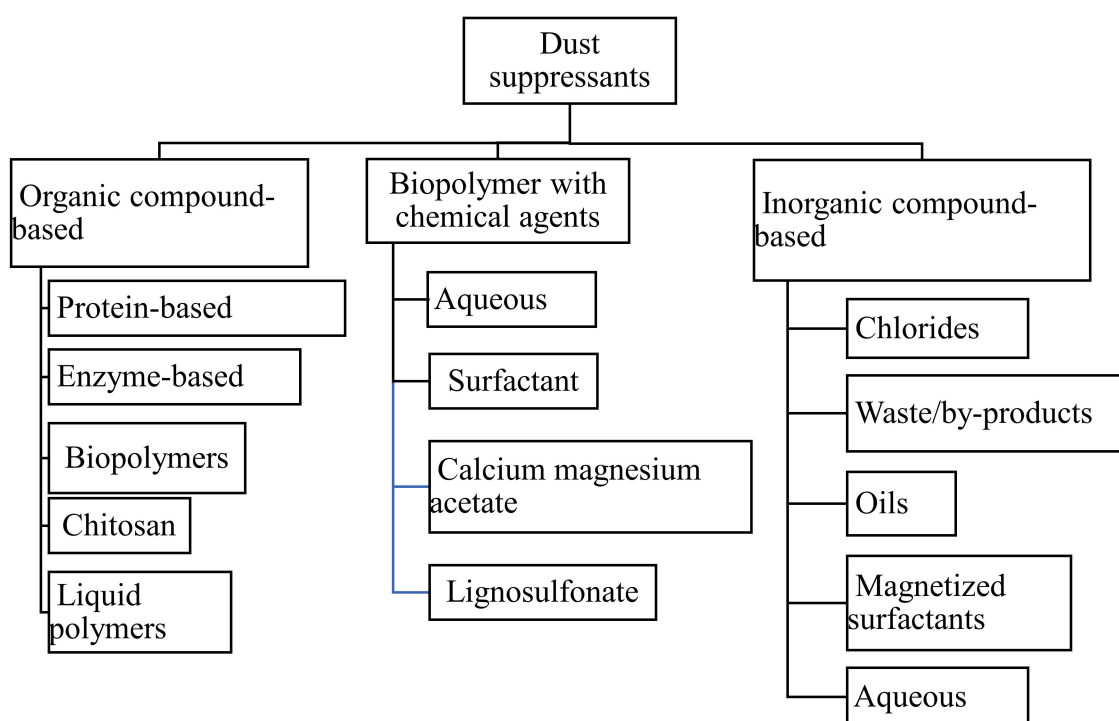 Dust
suppressants
Organic compound-
based
Protein-based
Enzyme-based
Biopolymers
Chitosan
Liquid
polymers
Biopolymer with
chemical agents
Aqueous
Surfactant
Calcium magnesium
acetate
Lignosulfonate
Inorganic compound-
based
Chlorides
Waste/by-products
Oils
Magnetized
surfactants
Aqueous